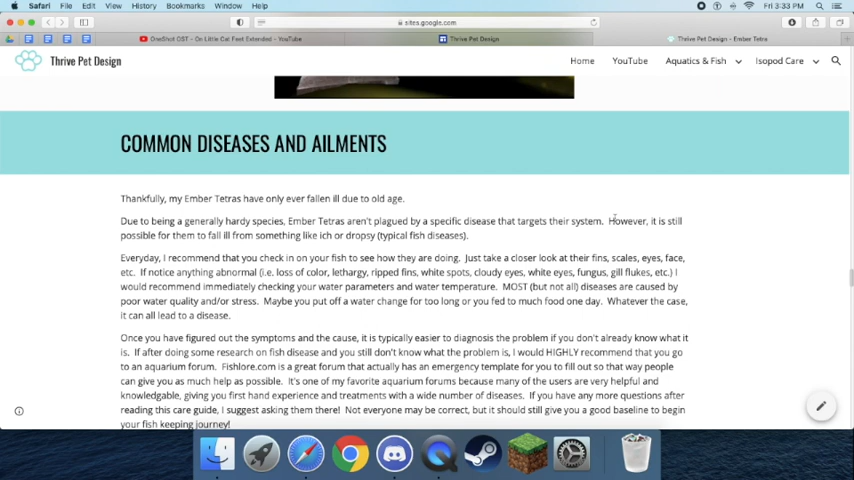 Safari File Edit View History Bookmarks Window Help
Fri 3:33 PM
sites.google.com
OneShot OST - On Little Cat Feet Extended - YouTube
Thrive Pet Design
Thrive Pet Design - Ember Tetra
Thrive Pet Design
Home YouTube Aquatics & Fish Isopod Care
COMMON DISEASES AND AILMENTS
Thankfully, my Ember Tetras have only ever fallen ill due to old age.
Due to being a generally hardy species, Ember Tetras aren't plagued by a specific disease that targets their system. However, it is still
possible for them to fall ill from something like ich or dropsy (typical fish diseases).
Everyday, I recommend that you check in on your fish to see how they are doing. Just take a closer look at their fins, scales, eyes, face,
etc. If notice anything abnormal (i.e. loss of color, lethargy, ripped fins, white spots, cloudy eyes, white eyes, fungus, gill flukes, etc.) I
would recommend immediately checking your water parameters and water temperature. MOST (but not all) diseases are caused by
poor water quality and/or stress. Maybe you put off a water change for too long or you fed to much food one day. Whatever the case,
it can all lead to a disease.
Once you have figured out the symptoms and the cause, it is typically easier to diagnosis the problem if you don't already know what it
is. If after doing some research on fish disease and you still don't know what the problem is, I would HIGHLY recommend that you go
to an aquarium forum. Fishlore.com is a great forum that actually has an emergency template for you to fill out so that way people
can give you as much help as possible. It's one of my favorite aquarium forums because many of the users are very helpful and
knowledgable, giving you first hand experience and treatments with a wide number of diseases. If you have any more questions after
reading this care guide, I suggest asking them there! Not everyone may be correct, but it should still give you a good baseline to begin
your fish keeping journey!